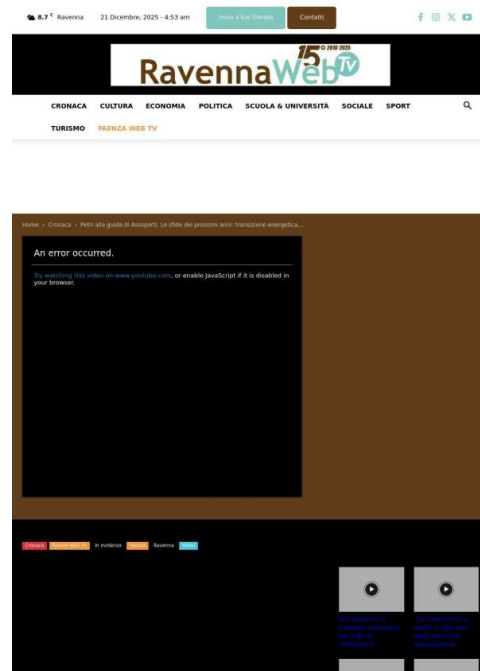 8.7 C Ravenna 21 Dicembre, 2025 - 4:53 am Invia il tuo filmato Contatti
15 © 2010-2025
RavennaWebTv
CRONACA CULTURA ECONOMIA POLITICA SCUOLA & UNIVERSITÀ SOCIALE SPORT
TURISMO FAENZA WEB TV
Home › Cronaca › Petri alla guida di Assoporti. Le sfide dei prossimi anni: transizione energetica,...
An error occurred.
Try watching this video on www.youtube.com, or enable JavaScript if it is disabled in
your browser.
Cronaca Faenza Web TV In evidenza Faenza Ravenna Video